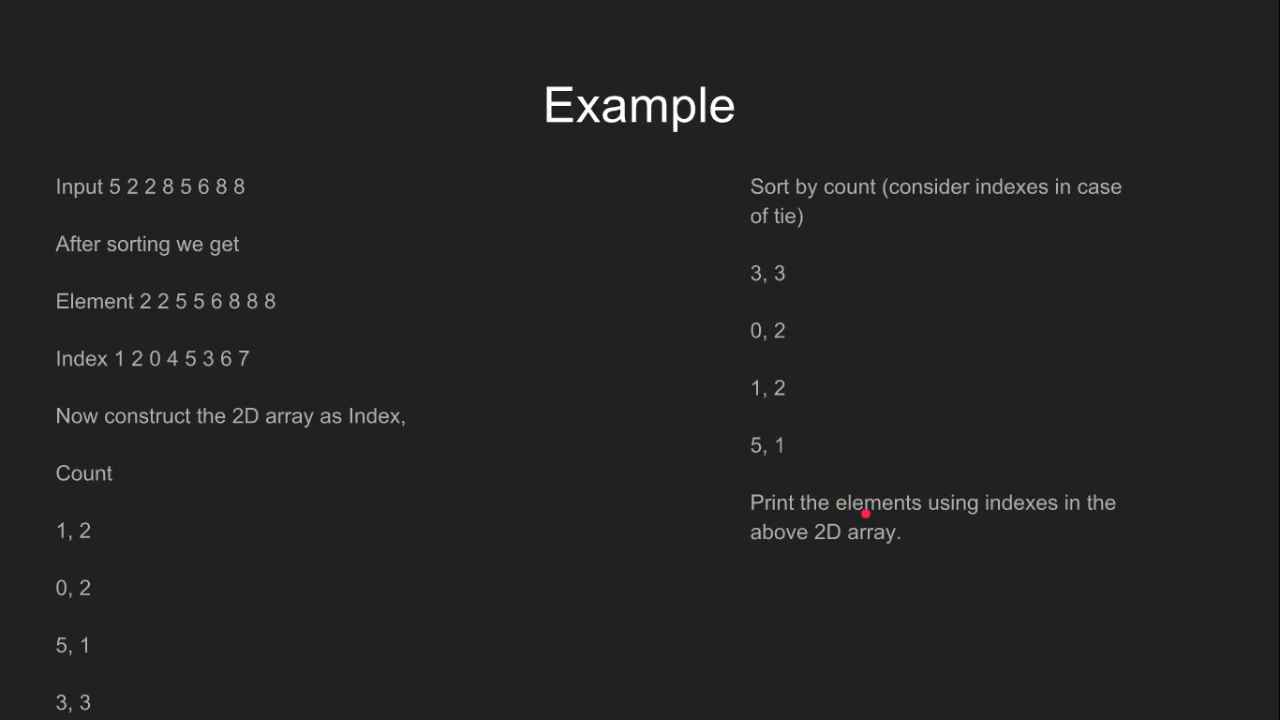 Example
Input 5 2 2 8 5 6 8 8
After sorting we get
Element 2 2 5 5 6 8 8 8
Index 1 2 0 4 5 3 6 7
Now construct the 2D array as Index,
Count
1, 2
0, 2
5, 1
3, 3
Sort by count (consider indexes in case
of tie)
3, 3
0, 2
1, 2
5, 1
Print the elements using indexes in the
above 2D array.